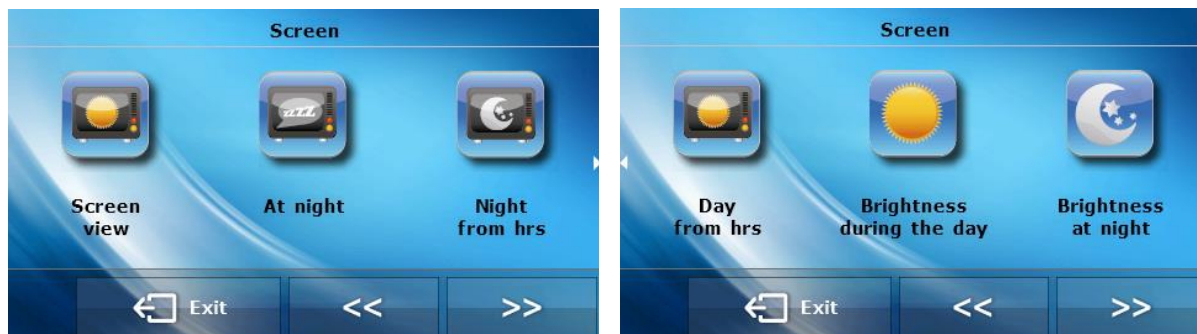 Screen
zZZ
Screen
view
At night
Night
from hrs
Exit
<<
>>
Screen
Day
from hrs
Brightness
during the day
Brightness
at night
Exit
<<
>>